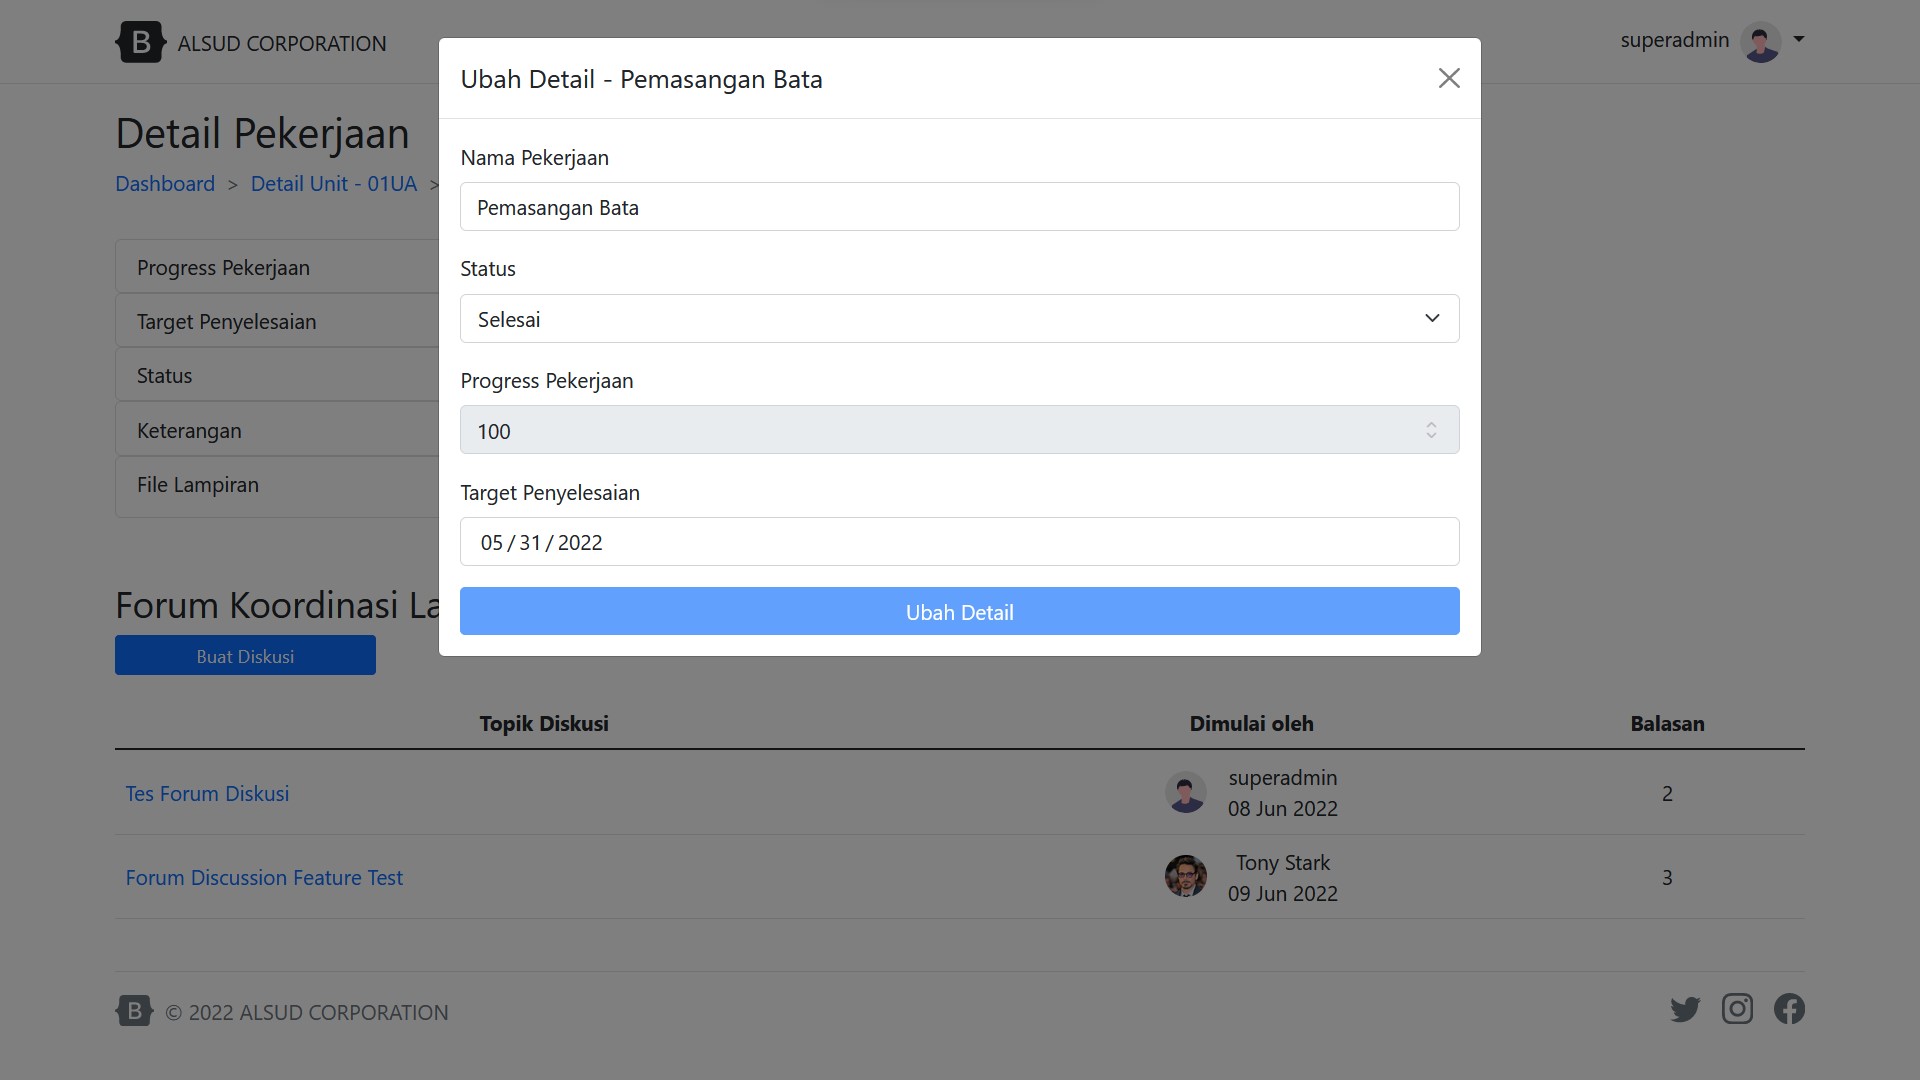 B ALSUD CORPORATION
superadmin
Ubah Detail - Pemasangan Bata
Nama Pekerjaan
Pemasangan Bata
Status
Selesai
Progress Pekerjaan
100
Target Penyelesaian
05/31/2022
Ubah Detail
Detail Pekerjaan
Dashboard > Detail Unit - 01UA >
Progress Pekerjaan
Target Penyelesaian
Status
Keterangan
File Lampiran
Forum Koordinasi La
Buat Diskusi
Topik Diskusi Dimulai oleh Balasan
Tes Forum Diskusi
superadmin
08 Jun 2022
2
Forum Discussion Feature Test
Tony Stark
09 Jun 2022
3
B © 2022 ALSUD CORPORATION